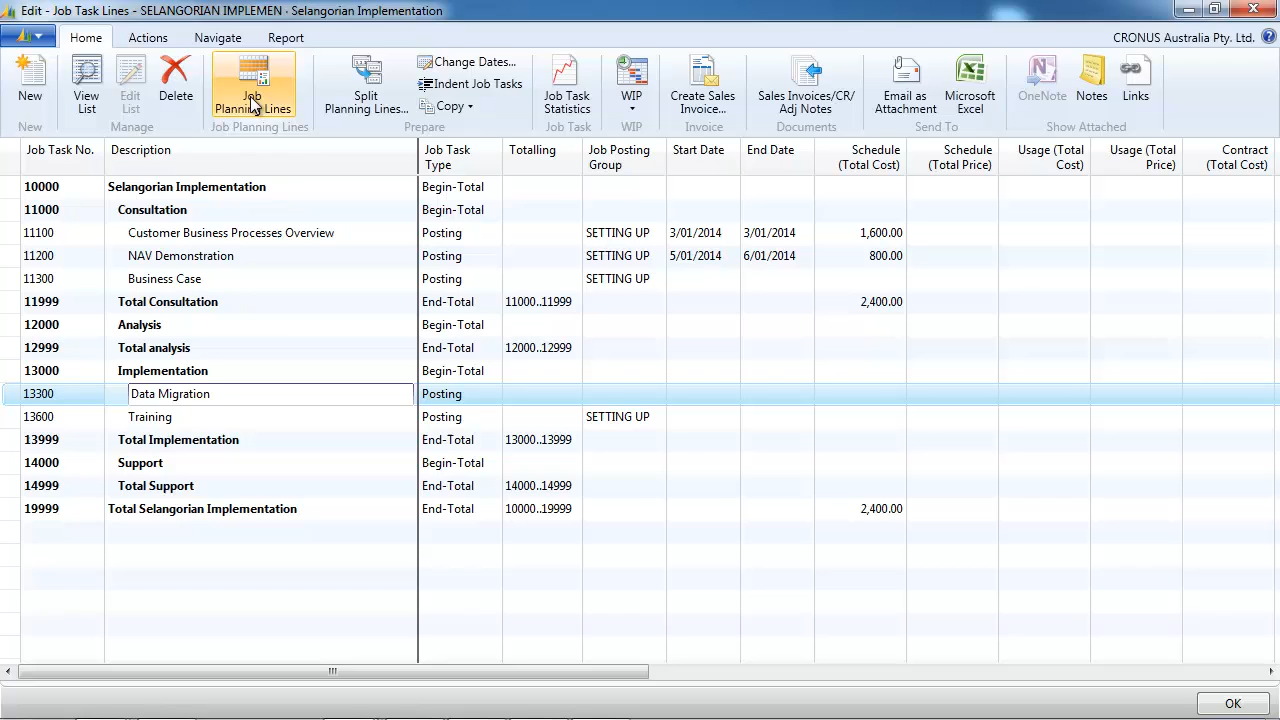 Edit - Job Task Lines - SELANGORIAN IMPLEMEN · Selangorian Implementation
Home Actions Navigate Report CRONUS Australia Pty. Ltd.
New View List Edit List Delete Job Planning Lines Split Planning Lines... Change Dates... Indent Job Tasks Copy Job Task Statistics WIP Create Sales Invoice... Sales Invoices/CR/Adj Notes Email as Attachment Microsoft Excel OneNote Notes Links
New Manage Job Planning Lines Prepare Job Task WIP Invoice Documents Send To Show Attached
Job Task No. Description Job Task Type Totalling Job Posting Group Start Date End Date Schedule (Total Cost) Schedule (Total Price) Usage (Total Cost) Usage (Total Price) Contract (Total Cost)
10000 Selangorian Implementation Begin-Total
11000 Consultation Begin-Total
11100 Customer Business Processes Overview Posting SETTING UP 3/01/2014 3/01/2014 1,600.00
11200 NAV Demonstration Posting SETTING UP 5/01/2014 6/01/2014 800.00
11300 Business Case Posting SETTING UP
11999 Total Consultation End-Total 11000..11999 2,400.00
12000 Analysis Begin-Total
12999 Total analysis End-Total 12000..12999
13000 Implementation Begin-Total
13300 Data Migration Posting
13600 Training Posting SETTING UP
13999 Total Implementation End-Total 13000..13999
14000 Support Begin-Total
14999 Total Support End-Total 14000..14999
19999 Total Selangorian Implementation End-Total 10000..19999 2,400.00
OK